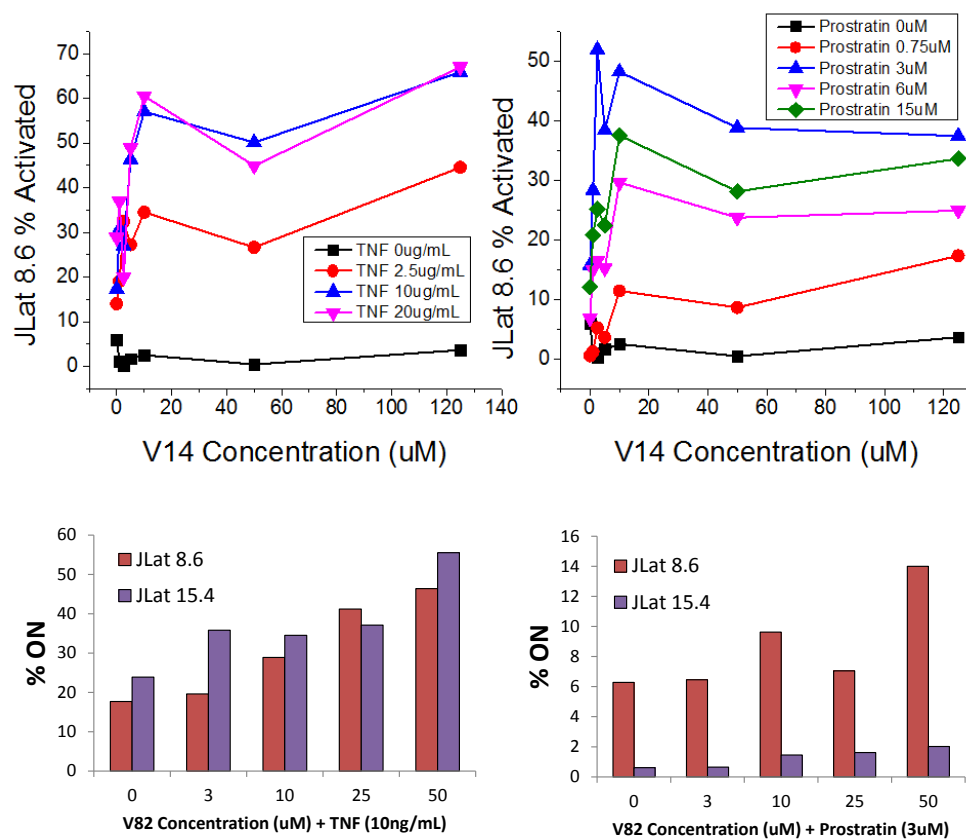 JLat 8.6 % Activated
70
60
50
40
30
20
10
0
TNF 0ug/mL
TNF 2.5ug/mL
TNF 10ug/mL
TNF 20ug/mL
0 20 40 60 80 100 120 140
V14 Concentration (uM)
JLat 8.6 % Activated
50
40
30
20
10
0
Prostratin 0uM
Prostratin 0.75uM
Prostratin 3uM
Prostratin 6uM
Prostratin 15uM
0 20 40 60 80 100 120
V14 Concentration (uM)
% ON
60
50
40
30
20
10
0
JLat 8.6
JLat 15.4
0 3 10 25 50
V82 Concentration (uM) + TNF (10ng/mL)
% ON
16
14
12
10
8
6
4
2
0
JLat 8.6
JLat 15.4
0 3 10 25 50
V82 Concentration (uM) + Prostratin (3uM)